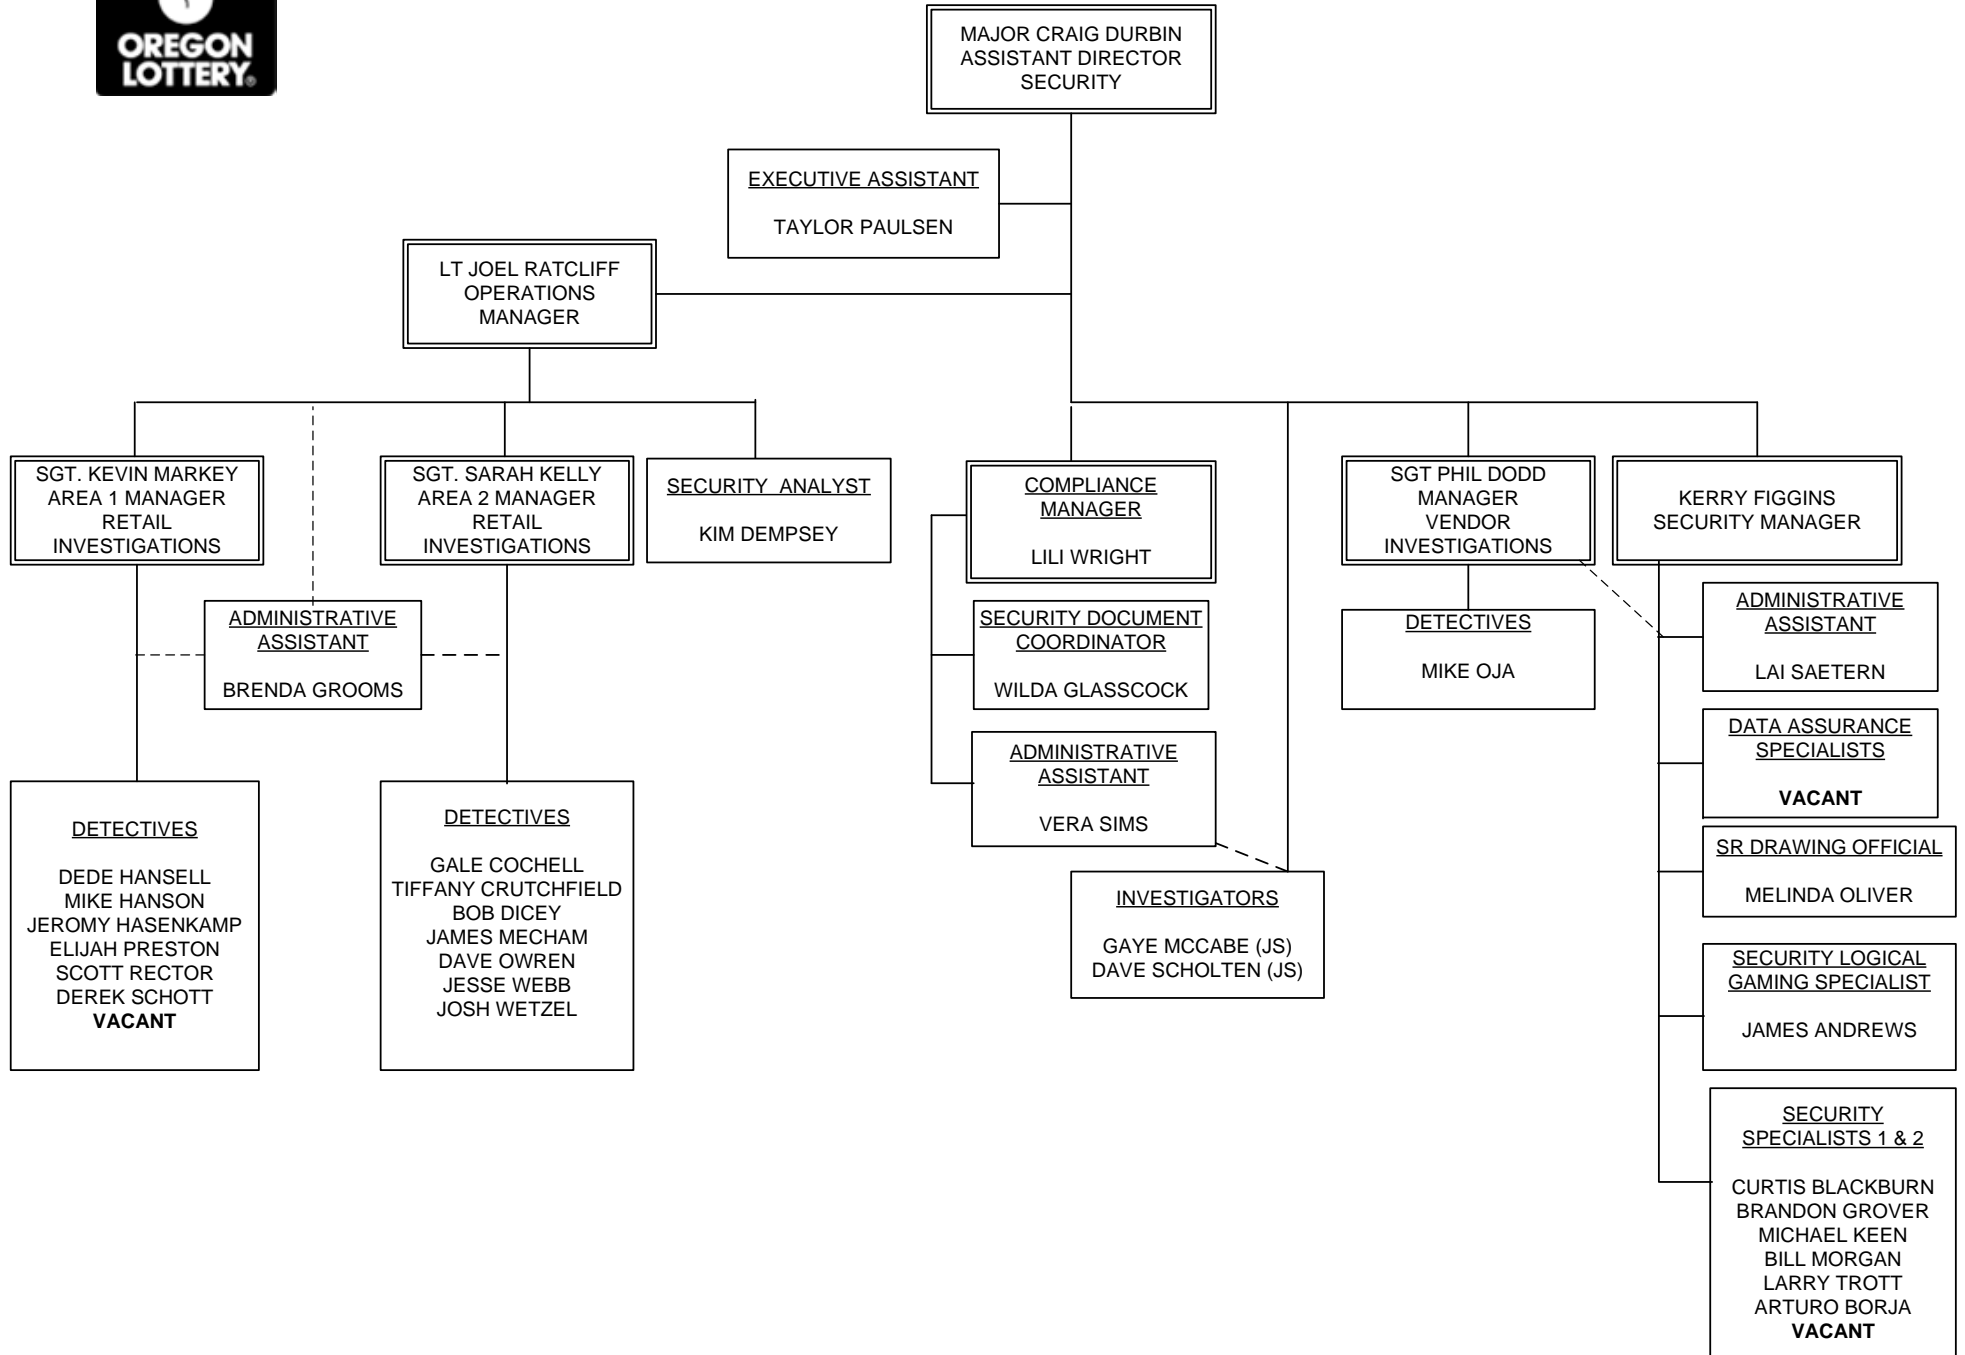 OREGON
LOTTERY®
MAJOR CRAIG DURBIN
ASSISTANT DIRECTOR
SECURITY
EXECUTIVE ASSISTANT
TAYLOR PAULSEN
LT JOEL RATCLIFF
OPERATIONS
MANAGER
SGT. KEVIN MARKEY
AREA 1 MANAGER
RETAIL
INVESTIGATIONS
SGT. SARAH KELLY
AREA 2 MANAGER
RETAIL
INVESTIGATIONS
SECURITY ANALYST
KIM DEMPSEY
COMPLIANCE
MANAGER
LILI WRIGHT
SGT PHIL DODD
MANAGER
VENDOR
INVESTIGATIONS
KERRY FIGGINS
SECURITY MANAGER
ADMINISTRATIVE
ASSISTANT
BRENDA GROOMS
SECURITY DOCUMENT
COORDINATOR
WILDA GLASSCOCK
DETECTIVES
MIKE OJA
ADMINISTRATIVE
ASSISTANT
LAI SAETERN
ADMINISTRATIVE
ASSISTANT
VERA SIMS
DATA ASSURANCE
SPECIALISTS
VACANT
DETECTIVES
DEDE HANSELL
MIKE HANSON
JEROMY HASENKAMP
ELIJAH PRESTON
SCOTT RECTOR
DEREK SCHOTT
VACANT
DETECTIVES
GALE COCHELL
TIFFANY CRUTCHFIELD
BOB DICEY
JAMES MECHAM
DAVE OWREN
JESSE WEBB
JOSH WETZEL
INVESTIGATORS
GAYE MCCABE (JS)
DAVE SCHOLTEN (JS)
SR DRAWING OFFICIAL
MELINDA OLIVER
SECURITY LOGICAL
GAMING SPECIALIST
JAMES ANDREWS
SECURITY
SPECIALISTS 1 & 2
CURTIS BLACKBURN
BRANDON GROVER
MICHAEL KEEN
BILL MORGAN
LARRY TROTT
ARTURO BORJA
VACANT